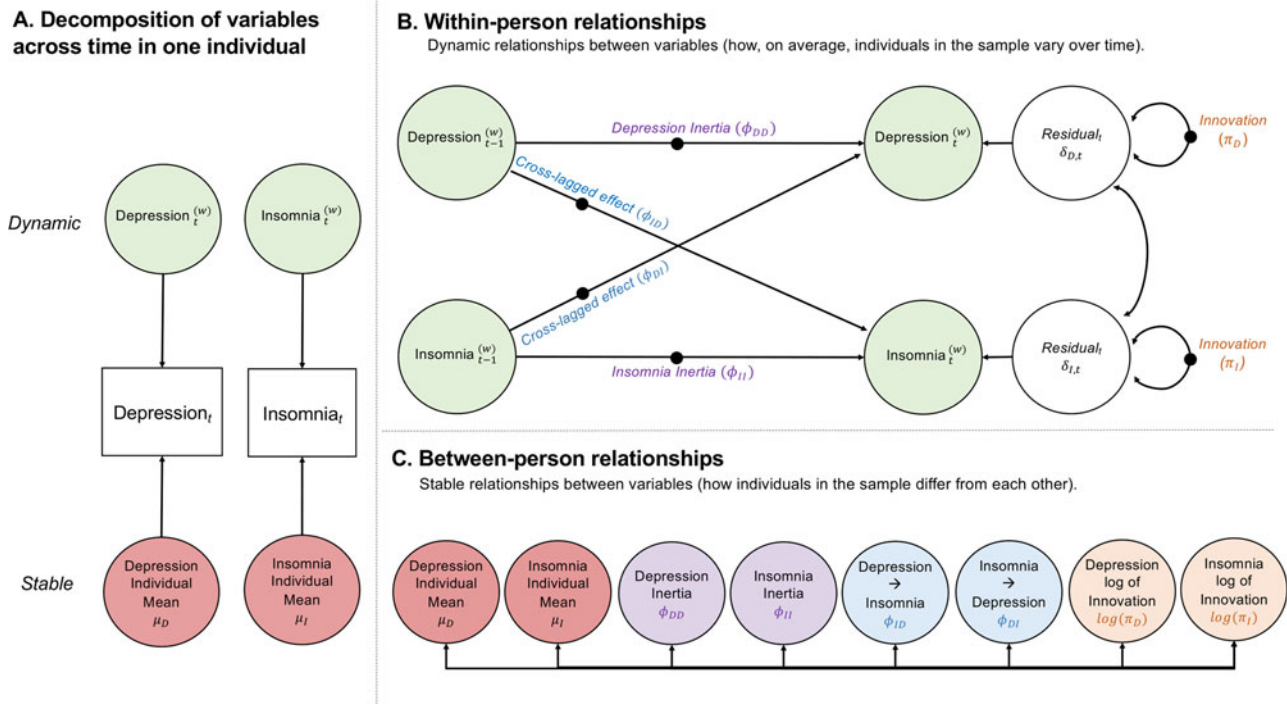 A. Decomposition of variables
across time in one individual
Dynamic
Depression (w) t
Insomnia (w) t
Depressiont
Insomniat
Stable
Depression
Individual
Mean
μD
Insomnia
Individual
Mean
μI
B. Within-person relationships
Dynamic relationships between variables (how, on average, individuals in the sample vary over time).
Depression (w) t−1
Depression Inertia (ϕDD)
Depression (w) t
Residualt
δD,t
Innovation
(πD)
Cross-lagged effect (ϕID)
Cross-lagged effect (ϕDI)
Insomnia (w) t−1
Insomnia Inertia (ϕII)
Insomnia (w) t
Residualt
δI,t
Innovation
(πI)
C. Between-person relationships
Stable relationships between variables (how individuals in the sample differ from each other).
Depression
Individual
Mean
μD
Insomnia
Individual
Mean
μI
Depression
Inertia
ϕDD
Insomnia
Inertia
ϕII
Depression
→
Insomnia
ϕID
Insomnia
→
Depression
ϕDI
Depression
log of
Innovation
log(πD)
Insomnia
log of
Innovation
log(πI)